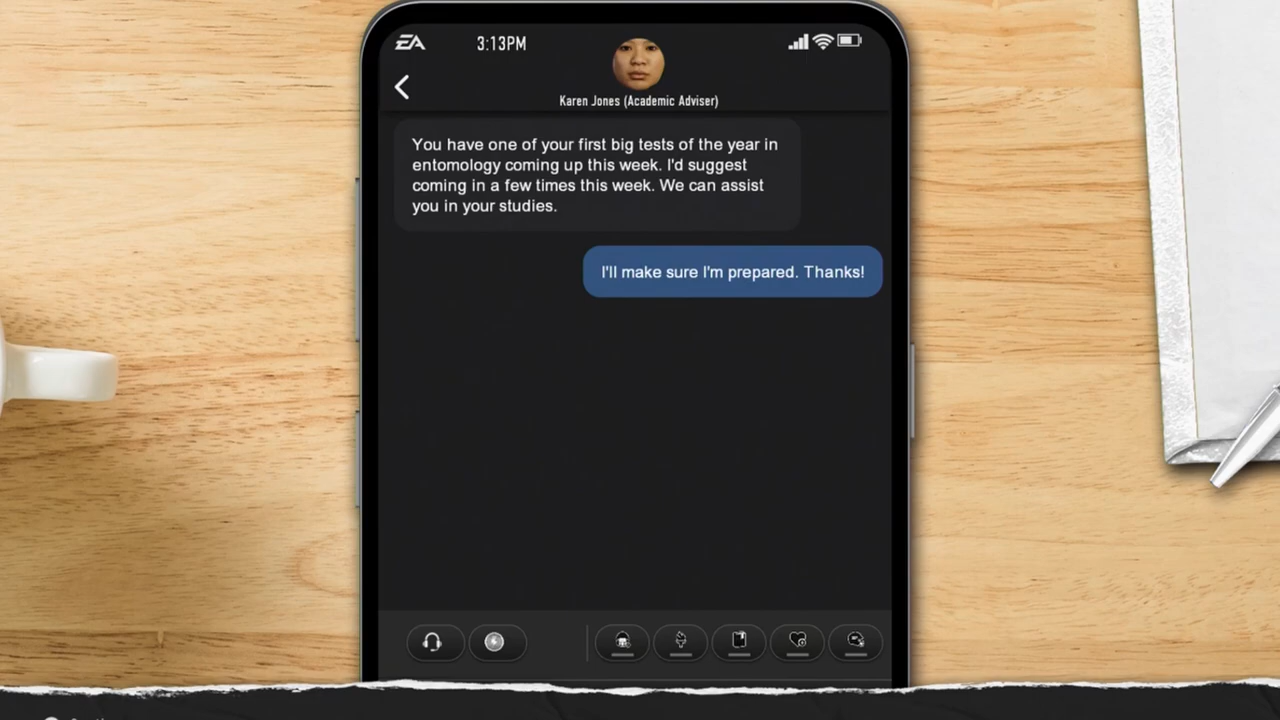 EA
3:13PM
Karen Jones (Academic Adviser)
You have one of your first big tests of the year in
entomology coming up this week. I'd suggest
coming in a few times this week. We can assist
you in your studies.
I'll make sure I'm prepared. Thanks!